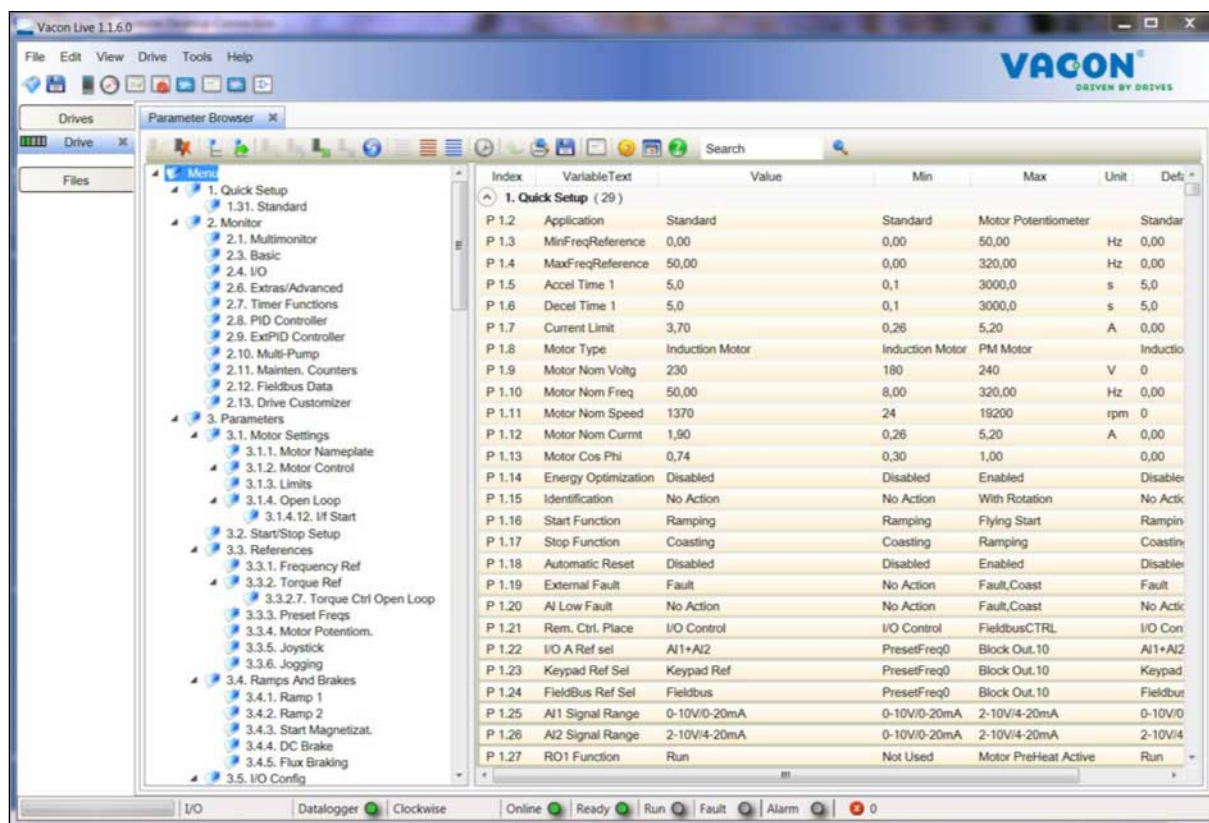 Vacon Live 1.1.6.0
File Edit View Drive Tools Help
VACON®
DRIVEN BY DRIVES
Drives
Drive
Files
Parameter Browser
Search
Menu
1. Quick Setup
1.31. Standard
2. Monitor
2.1. Multimonitor
2.3. Basic
2.4. I/O
2.6. Extras/Advanced
2.7. Timer Functions
2.8. PID Controller
2.9. ExtPID Controller
2.10. Multi-Pump
2.11. Mainten. Counters
2.12. Fieldbus Data
2.13. Drive Customizer
3. Parameters
3.1. Motor Settings
3.1.1. Motor Nameplate
3.1.2. Motor Control
3.1.3. Limits
3.1.4. Open Loop
3.1.4.12. I/f Start
3.2. Start/Stop Setup
3.3. References
3.3.1. Frequency Ref
3.3.2. Torque Ref
3.3.2.7. Torque Ctrl Open Loop
3.3.3. Preset Freqs
3.3.4. Motor Potentiom.
3.3.5. Joystick
3.3.6. Jogging
3.4. Ramps And Brakes
3.4.1. Ramp 1
3.4.2. Ramp 2
3.4.3. Start Magnetizat.
3.4.4. DC Brake
3.4.5. Flux Braking
3.5. I/O Config
Index VariableText Value Min Max Unit Defa
1. Quick Setup (29)
P 1.2 Application Standard Standard Motor Potentiometer Standar
P 1.3 MinFreqReference 0,00 0,00 50,00 Hz 0,00
P 1.4 MaxFreqReference 50,00 0,00 320,00 Hz 0,00
P 1.5 Accel Time 1 5,0 0,1 3000,0 s 5,0
P 1.6 Decel Time 1 5,0 0,1 3000,0 s 5,0
P 1.7 Current Limit 3,70 0,26 5,20 A 0,00
P 1.8 Motor Type Induction Motor Induction Motor PM Motor Inductio
P 1.9 Motor Nom Voltg 230 180 240 V 0
P 1.10 Motor Nom Freq 50,00 8,00 320,00 Hz 0,00
P 1.11 Motor Nom Speed 1370 24 19200 rpm 0
P 1.12 Motor Nom Currnt 1,90 0,26 5,20 A 0,00
P 1.13 Motor Cos Phi 0,74 0,30 1,00 0,00
P 1.14 Energy Optimization Disabled Disabled Enabled Disable
P 1.15 Identification No Action No Action With Rotation No Actio
P 1.16 Start Function Ramping Ramping Flying Start Rampin
P 1.17 Stop Function Coasting Coasting Ramping Coastin
P 1.18 Automatic Reset Disabled Disabled Enabled Disable
P 1.19 External Fault Fault No Action Fault,Coast Fault
P 1.20 AI Low Fault No Action No Action Fault,Coast No Actio
P 1.21 Rem. Ctrl. Place I/O Control I/O Control FieldbusCTRL I/O Con
P 1.22 I/O A Ref sel AI1+AI2 PresetFreq0 Block Out.10 AI1+AI2
P 1.23 Keypad Ref Sel Keypad Ref PresetFreq0 Block Out.10 Keypad
P 1.24 FieldBus Ref Sel Fieldbus PresetFreq0 Block Out.10 Fieldbus
P 1.25 AI1 Signal Range 0-10V/0-20mA 0-10V/0-20mA 2-10V/4-20mA 0-10V/0
P 1.26 AI2 Signal Range 2-10V/4-20mA 0-10V/0-20mA 2-10V/4-20mA 2-10V/4
P 1.27 RO1 Function Run Not Used Motor PreHeat Active Run
I/O Datalogger Clockwise Online Ready Run Fault Alarm 0